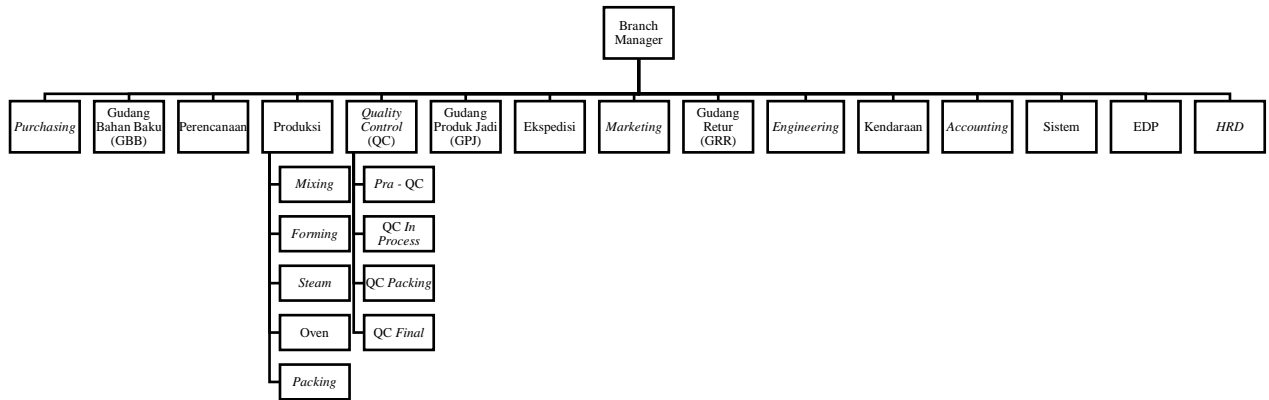 Branch
Manager
Purchasing
Gudang
Bahan Baku
(GBB)
Perencanaan
Produksi
Quality
Control
(QC)
Gudang
Produk Jadi
(GPJ)
Ekspedisi
Marketing
Gudang
Retur
(GRR)
Engineering
Kendaraan
Accounting
Sistem
EDP
HRD
Mixing
Forming
Steam
Oven
Packing
Pra - QC
QC In
Process
QC Packing
QC Final